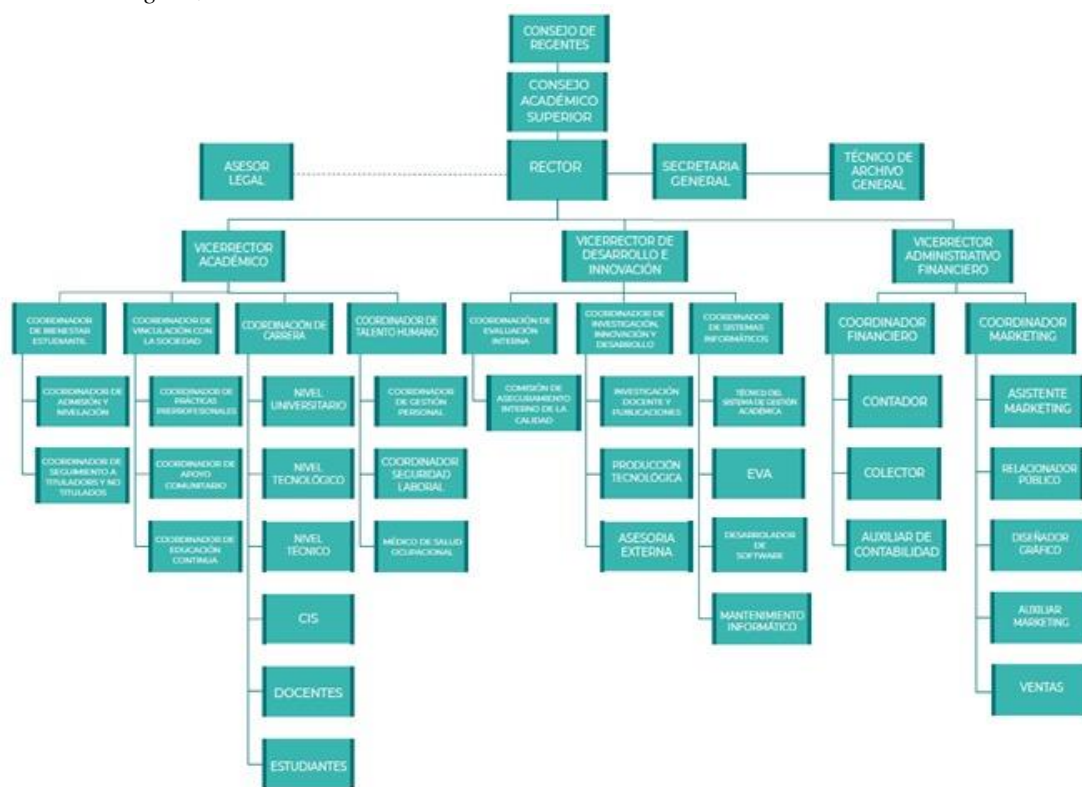 CONSEJO DE
REGENTES
CONSEJO
ACADÉMICO
SUPERIOR
ASESOR
LEGAL
RECTOR
SECRETARIA
GENERAL
TÉCNICO DE
ARCHIVO
GENERAL
VICERRECTOR
ACADÉMICO
VICERRECTOR DE
DESARROLLO E
INNOVACIÓN
VICERRECTOR
ADMINISTRATIVO
FINANCIERO
COORDINADOR
DE BIENESTAR
ESTUDIANTIL
COORDINADOR DE
VINCULACIÓN CON
LA SOCIEDAD
COORDINACIÓN DE
CARRERA
COORDINADOR DE
TALENTO HUMANO
COORDINACIÓN DE
EVALUACIÓN
INTERNA
COORDINADOR DE
INVESTIGACIÓN,
INNOVACIÓN Y
DESARROLLO
COORDINADOR
DE SISTEMAS
INFORMÁTICOS
COORDINADOR
FINANCIERO
COORDINADOR
MARKETING
COORDINADOR DE
ADMISIÓN Y
NIVELACIÓN
COORDINADOR DE
SEGUIMIENTO A
TITULADORS Y NO
TITULADOS
COORDINADOR DE
PRÁCTICAS
PREPROFESIONALES
COORDINADOR DE
APOYO
COMUNITARIO
COORDINADOR DE
EDUCACIÓN
CONTINUA
NIVEL
UNIVERSITARIO
NIVEL
TECNOLÓGICO
NIVEL
TÉCNICO
CIS
DOCENTES
ESTUDIANTES
COORDINADOR
DE GESTIÓN
PERSONAL
COORDINADOR
SEGURIDAD
LABORAL
MÉDICO DE SALUD
OCUPACIONAL
COMISIÓN DE
ASEGURAMIENTO
INTERNO DE LA
CALIDAD
INVESTIGACIÓN
DOCENTE Y
PUBLICACIONES
PRODUCCIÓN
TECNOLÓGICA
ASESORIA
EXTERNA
TÉCNICO DEL
SISTEMA DE GESTIÓN
ACADÉMICA
EVA
DESARROLADOR
DE
SOFTWARE
MANTENIMIENTO
INFORMÁTICO
CONTADOR
COLECTOR
AUXILIAR DE
CONTABILIDAD
ASISTENTE
MARKETING
RELACIONADOR
PÚBLICO
DISEÑADOR
GRÁFICO
AUXILIAR
MARKETING
VENTAS